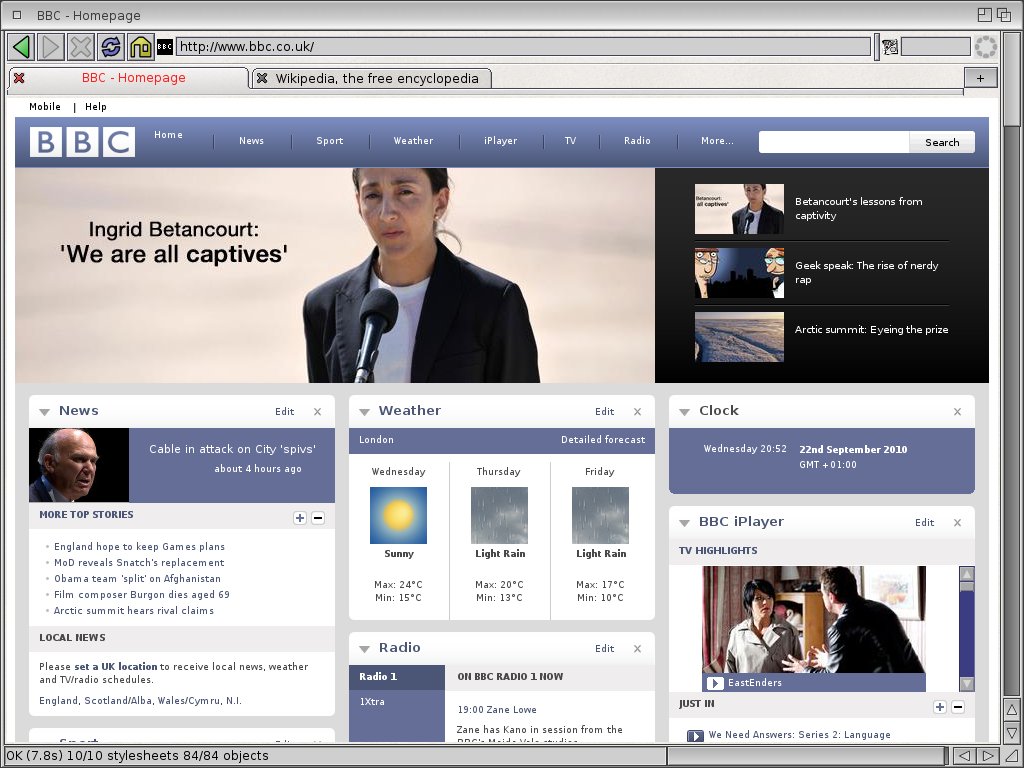 BBC - Homepage
BBC http://www.bbc.co.uk/
BBC - Homepage
Wikipedia, the free encyclopedia
+
Mobile | Help
BBC
Home
News
Sport
Weather
iPlayer
TV
Radio
More...
Search
Ingrid Betancourt:
'We are all captives'
Betancourt:
all captives'
Betancourt's lessons from
captivity
Geek speak: The rise of nerdy
rap
Arctic summit: Eyeing the prize
News
Edit X
Cable in attack on City 'spivs'
about 4 hours ago
MORE TOP STORIES
England hope to keep Games plans
MoD reveals Snatch's replacement
Obama team 'split' on Afghanistan
Film composer Burgon dies aged 69
Arctic summit hears rival claims
LOCAL NEWS
Please set a UK location to receive local news, weather
and TV/radio schedules.
England, Scotland/Alba, Wales/Cymru, N.I.
Weather
Edit X
London
Detailed forecast
Wednesday
Thursday
Friday
Sunny
Light Rain
Light Rain
Max: 24°C
Max: 20°C
Max: 17°C
Min: 15°C
Min: 13°C
Min: 10°C
Radio
Edit X
Radio 1
1Xtra
ON BBC RADIO 1 NOW
19:00 Zane Lowe
Zane has Kano in session from the
Clock
X
Wednesday 20:52
22nd September 2010
GMT +01:00
BBC iPlayer
Edit X
TV HIGHLIGHTS
EastEnders
JUST IN
We Need Answers: Series 2: Language
OK (7.8s) 10/10 stylesheets 84/84 objects